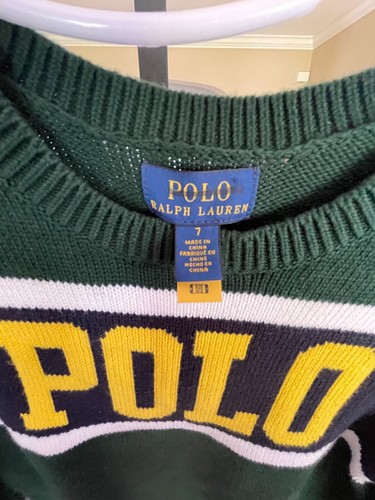 POLO
RALPH LAUREN
7
MADE IN
CHINA
FABRIQUÉ EN
CHINE
HECHO EN
CHINA
POLO